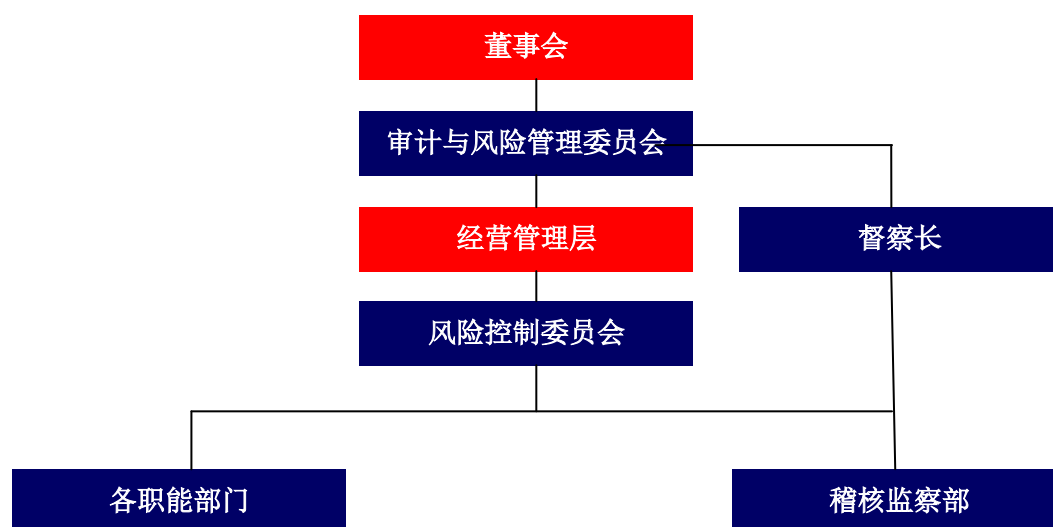 董事会
审计与风险管理委员会
经营管理层
督察长
风险控制委员会
各职能部门
稽核监察部